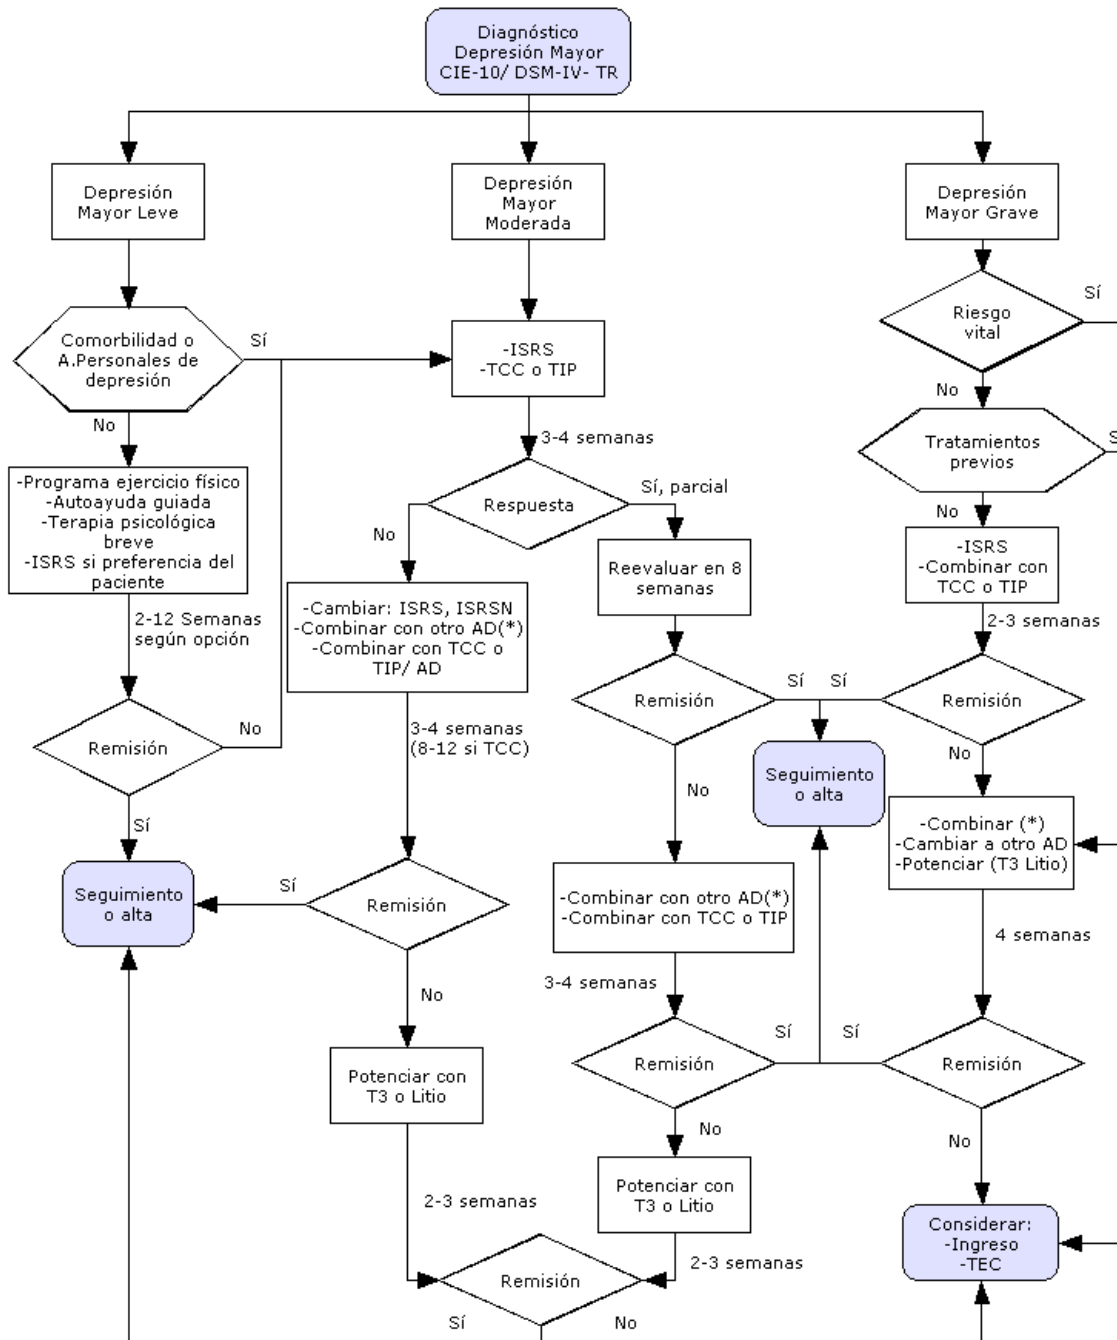 Diagnóstico
Depresión Mayor
CIE-10/ DSM-IV- TR
Depresión
Mayor Leve
Depresión
Mayor
Moderada
Depresión
Mayor Grave
Comorbilidad o
A.Personales de
depresión
Sí
No
-Programa ejercicio físico
-Autoayuda guiada
-Terapia psicológica
breve
-ISRS si preferencia del
paciente
2-12 Semanas
según opción
Remisión
No
Sí
Seguimiento
o alta
-ISRS
-TCC o TIP
3-4 semanas
Respuesta
No
Sí, parcial
-Cambiar: ISRS, ISRSN
-Combinar con otro AD(*)
-Combinar con TCC o
TIP/ AD
3-4 semanas
(8-12 si TCC)
Remisión
Sí
No
Potenciar con
T3 o Litio
2-3 semanas
Reevaluar en 8
semanas
Remisión
Sí
No
-Combinar con otro AD(*)
-Combinar con TCC o TIP
3-4 semanas
Remisión
Sí
No
Potenciar con
T3 o Litio
2-3 semanas
Remisión
Sí
No
Riesgo
vital
Sí
No
Tratamientos
previos
No
-ISRS
-Combinar con
TCC o TIP
2-3 semanas
Remisión
Sí
No
Seguimiento
o alta
-Combinar (*)
-Cambiar a otro AD
-Potenciar (T3 Litio)
4 semanas
Remisión
Sí
No
Considerar:
-Ingreso
-TEC